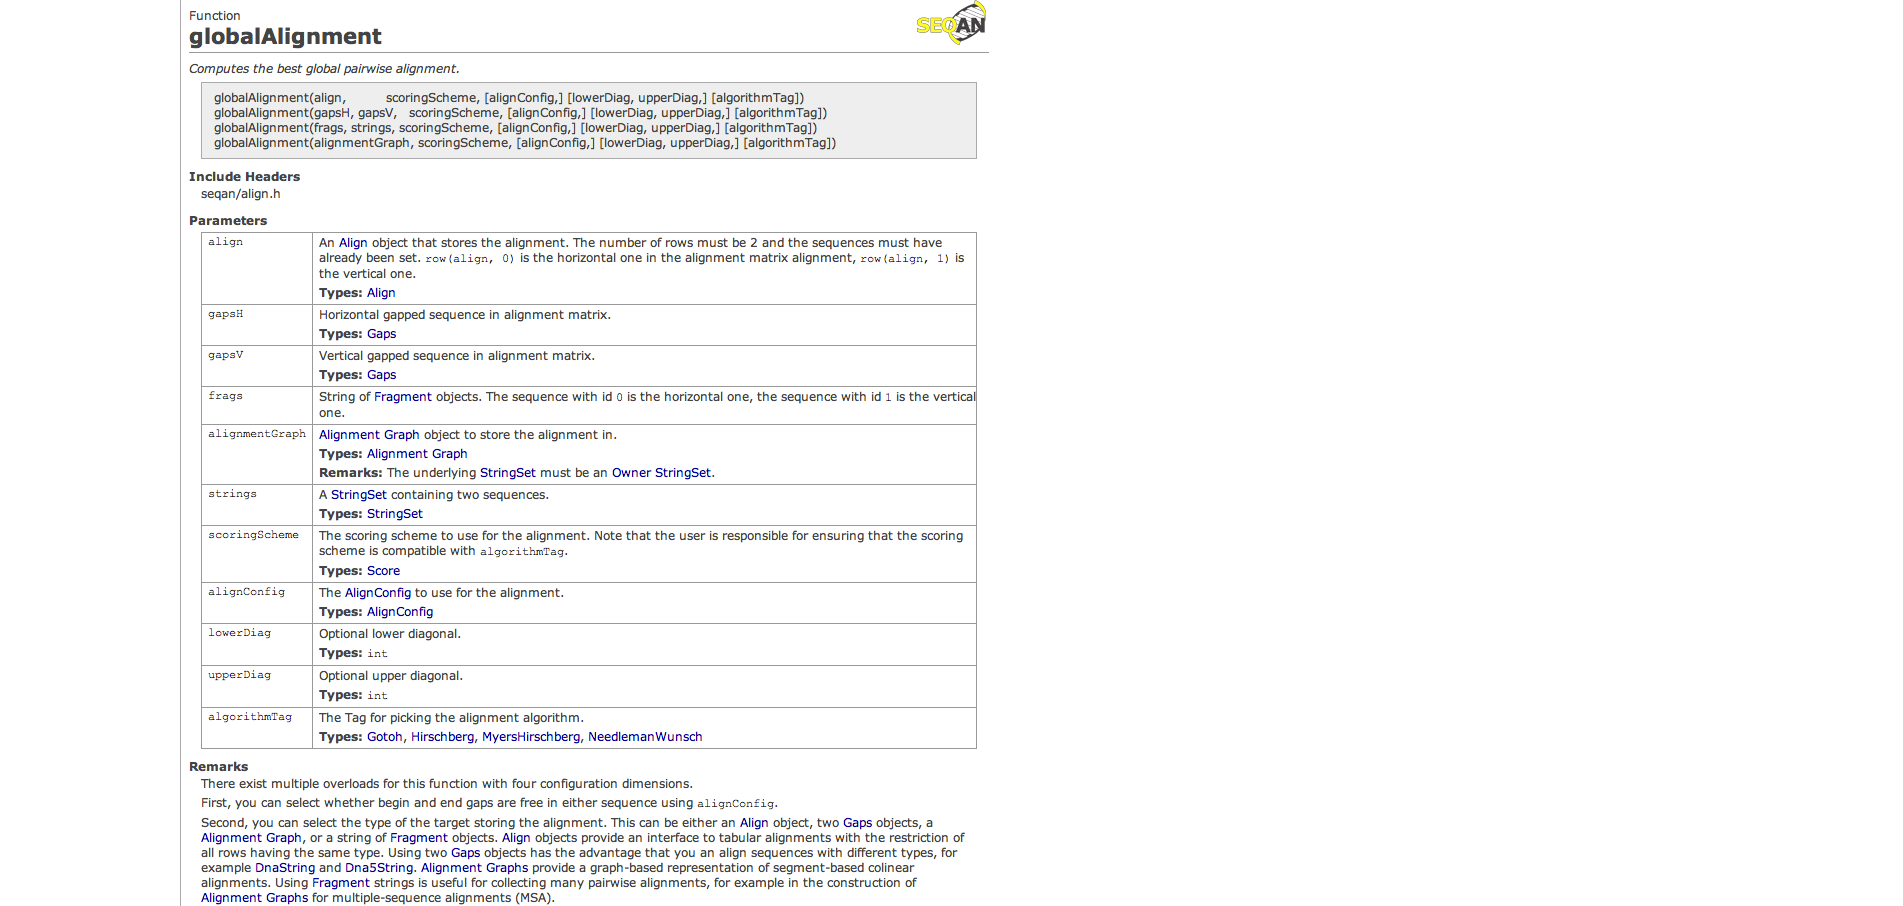 Function
SEQAN
globalAlignment
Computes the best global pairwise alignment.
globalAlignment(align, scoringScheme, [alignConfig,] [lowerDiag, upperDiag,] [algorithmTag])
globalAlignment(gapsH, gapsV, scoringScheme, [alignConfig,] [lowerDiag, upperDiag,] [algorithmTag])
globalAlignment(frags, strings, scoringScheme, [alignConfig,] [lowerDiag, upperDiag,] [algorithmTag])
globalAlignment(alignmentGraph, scoringScheme, [alignConfig,] [lowerDiag, upperDiag,] [algorithmTag])
Include Headers
seqan/align.h
Parameters
align
An Align object that stores the alignment. The number of rows must be 2 and the sequences must have
already been set. row(align, 0) is the horizontal one in the alignment matrix alignment, row(align, 1) is
the vertical one.
Types: Align
gapsH
Horizontal gapped sequence in alignment matrix.
Types: Gaps
gapsV
Vertical gapped sequence in alignment matrix.
Types: Gaps
frags
String of Fragment objects. The sequence with id 0 is the horizontal one, the sequence with id 1 is the vertical
one.
alignmentGraph
Alignment Graph object to store the alignment in.
Types: Alignment Graph
Remarks: The underlying StringSet must be an Owner StringSet.
strings
A StringSet containing two sequences.
Types: StringSet
scoringScheme
The scoring scheme to use for the alignment. Note that the user is responsible for ensuring that the scoring
scheme is compatible with algorithmTag.
Types: Score
alignConfig
The AlignConfig to use for the alignment.
Types: AlignConfig
lowerDiag
Optional lower diagonal.
Types: int
upperDiag
Optional upper diagonal.
Types: int
algorithmTag
The Tag for picking the alignment algorithm.
Types: Gotoh, Hirschberg, MyersHirschberg, NeedlemanWunsch
Remarks
There exist multiple overloads for this function with four configuration dimensions.
First, you can select whether begin and end gaps are free in either sequence using alignConfig.
Second, you can select the type of the target storing the alignment. This can be either an Align object, two Gaps objects, a
Alignment Graph, or a string of Fragment objects. Align objects provide an interface to tabular alignments with the restriction of
all rows having the same type. Using two Gaps objects has the advantage that you an align sequences with different types, for
example DnaString and Dna5String. Alignment Graphs provide a graph-based representation of segment-based colinear
alignments. Using Fragment strings is useful for collecting many pairwise alignments, for example in the construction of
Alignment Graphs for multiple-sequence alignments (MSA).